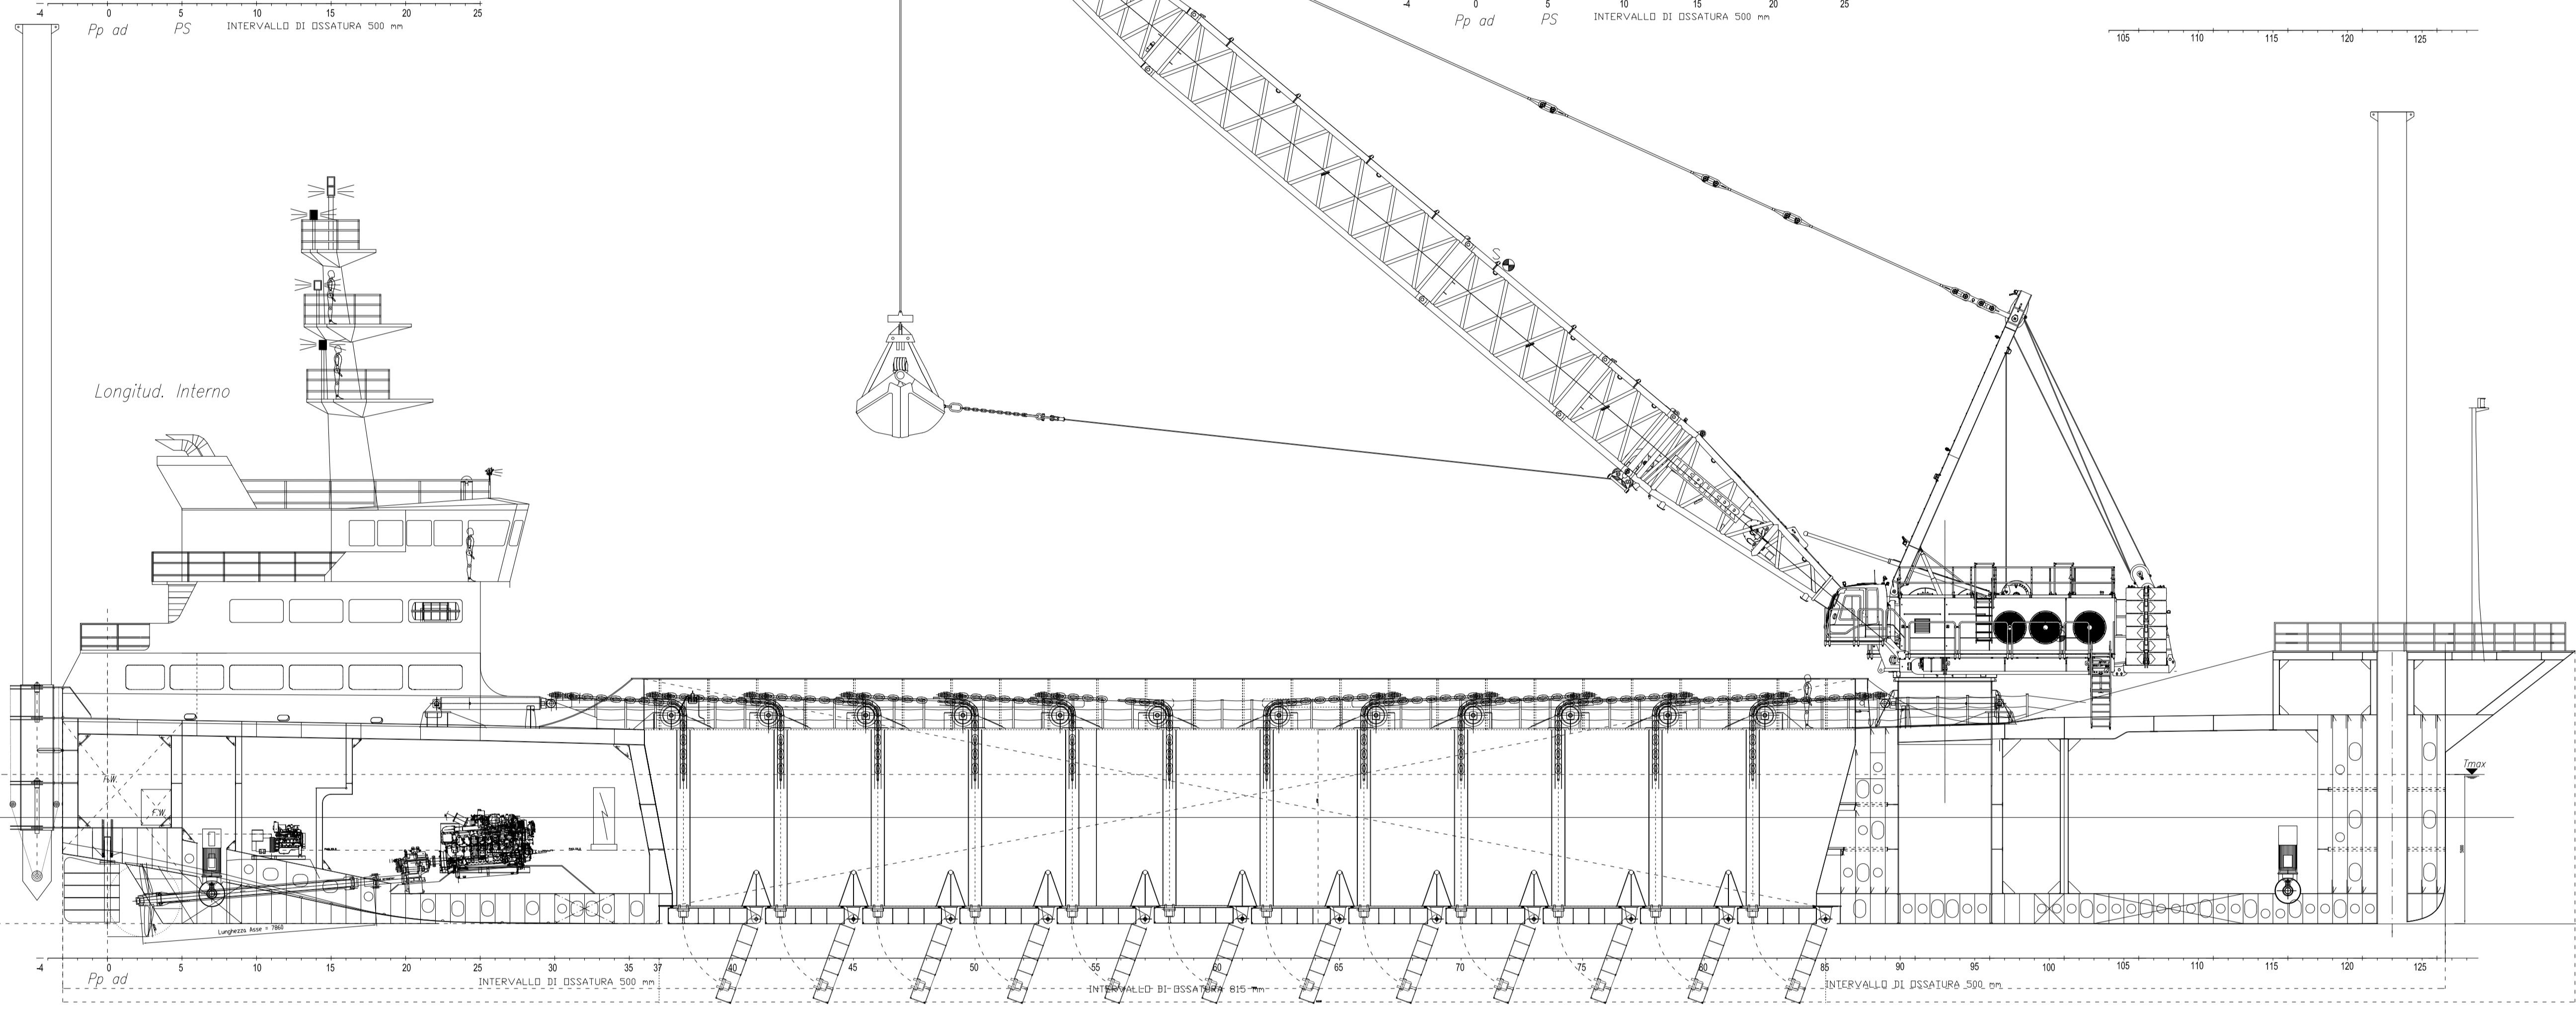 -4 0 5 10 15 20 25
Pp ad PS INTERVALLO DI OSSATURA 500 mm
-4 0 5 10 15 20 25
Pp ad PS INTERVALLO DI OSSATURA 500 mm
105 110 115 120 125
S
Longitud. Interno
F.W.
F.W.
Tmax
Lunghezza Asse = 7860
-4 0 5 10 15 20 25 30 35 37 40 45 50 55 60 65 70 75 80 85 90 95 100 105 110 115 120 125
Pp ad
INTERVALLO DI OSSATURA 500 mm
INTERVALLO DI OSSATURA 815 mm
INTERVALLO DI OSSATURA 500 mm